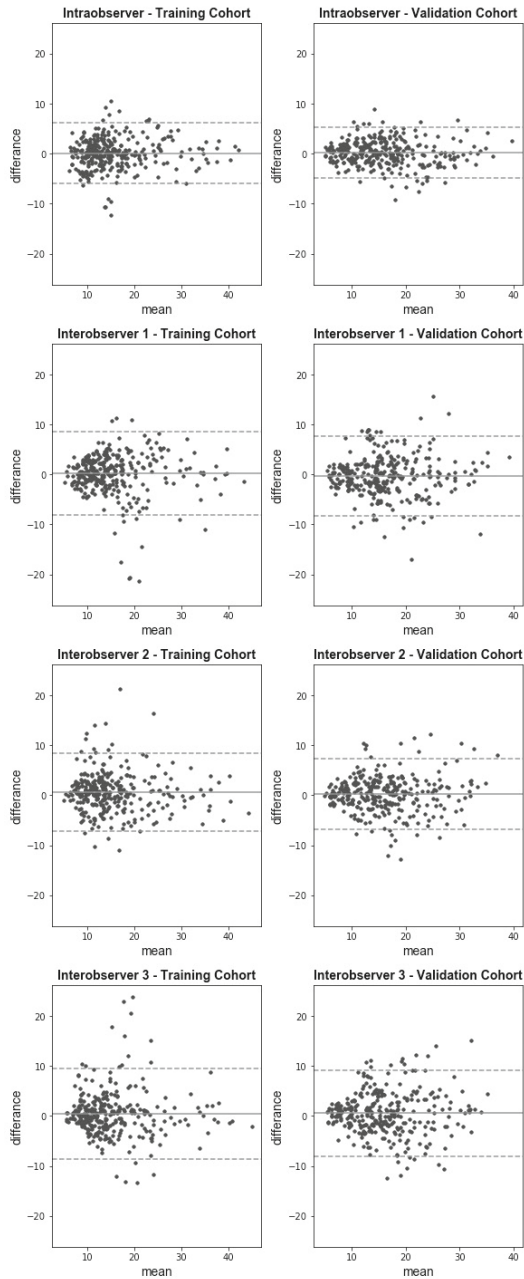 Intraobserver - Training Cohort
20
10
0
−10
−20
differance
10 20 30 40
mean
Intraobserver - Validation Cohort
20
10
0
−10
−20
differance
10 20 30 40
mean
Interobserver 1 - Training Cohort
20
10
0
−10
−20
differance
10 20 30 40
mean
Interobserver 1 - Validation Cohort
20
10
0
−10
−20
differance
10 20 30 40
mean
Interobserver 2 - Training Cohort
20
10
0
−10
−20
differance
10 20 30 40
mean
Interobserver 2 - Validation Cohort
20
10
0
−10
−20
differance
10 20 30 40
mean
Interobserver 3 - Training Cohort
20
10
0
−10
−20
differance
10 20 30 40
mean
Interobserver 3 - Validation Cohort
20
10
0
−10
−20
differance
10 20 30 40
mean